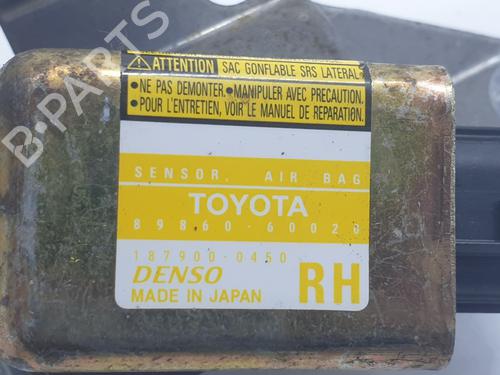 ATTENTION SAC GONFLABLE SRS LATERAL
•NE PAS DEMONTER.•MANIPULER AVEC PRECAUTION.
•POUR L'ENTRETIEN, VOIR LE MANUEL DE REPARATION.
SENSOR, AIR BAG
TOYOTA
89860-60020
187900-0450
DENSO
MADE IN JAPAN
RH
B-PARTS